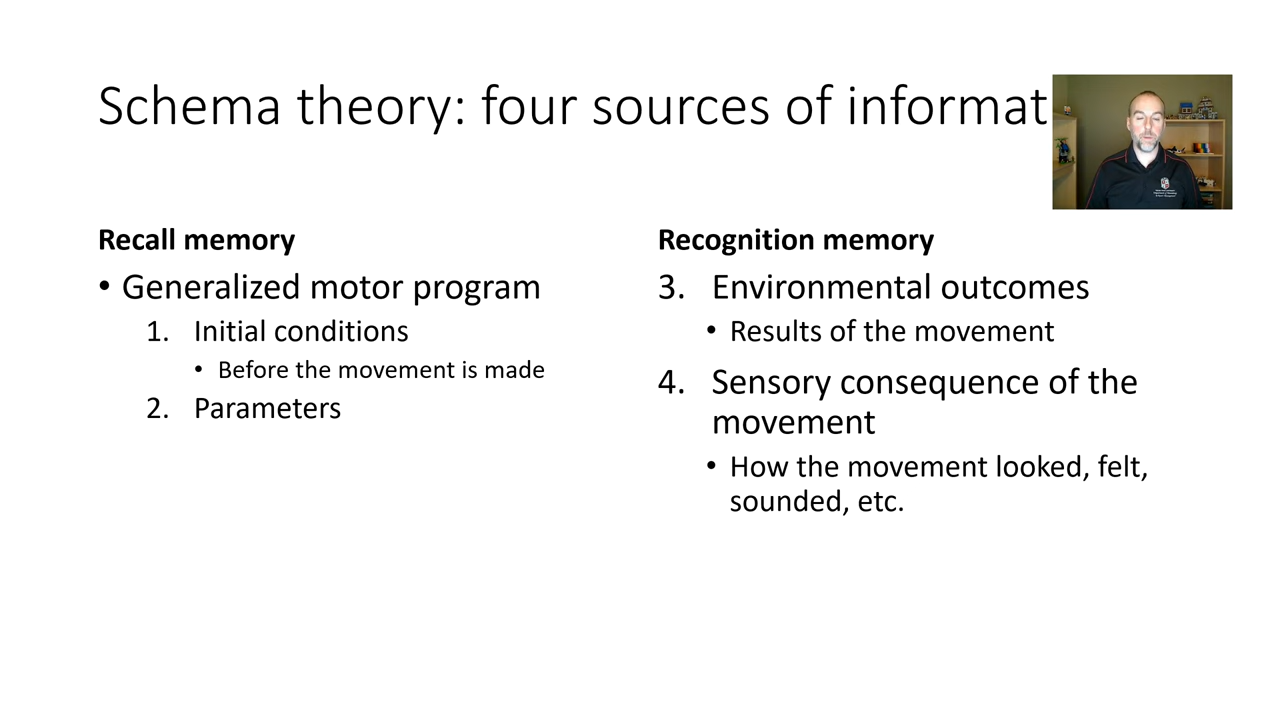 Schema theory: four sources of informat
Recall memory
• Generalized motor program
1. Initial conditions
• Before the movement is made
2. Parameters
Recognition memory
3. Environmental outcomes
• Results of the movement
4. Sensory consequence of the
movement
• How the movement looked, felt,
sounded, etc.